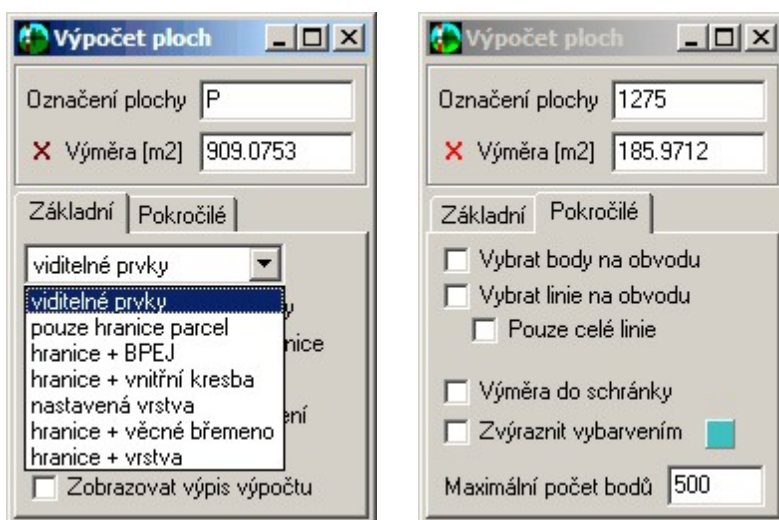 Výpočet ploch
Označení plochy P
Výměra [m2] 909.0753
Základní Pokročilé
viditelné prvky
viditelné prvky
pouze hranice parcel
hranice + BPEJ
hranice + vnitřní kresba
nastavená vrstva
hranice + věcné břemeno
hranice + vrstva
Zobrazovat výpis výpočtu
Výpočet ploch
Označení plochy 1275
Výměra [m2] 185.9712
Základní Pokročilé
Vybrat body na obvodu
Vybrat linie na obvodu
Pouze celé linie
Výměra do schránky
Zvýraznit vybarvením
Maximální počet bodů 500